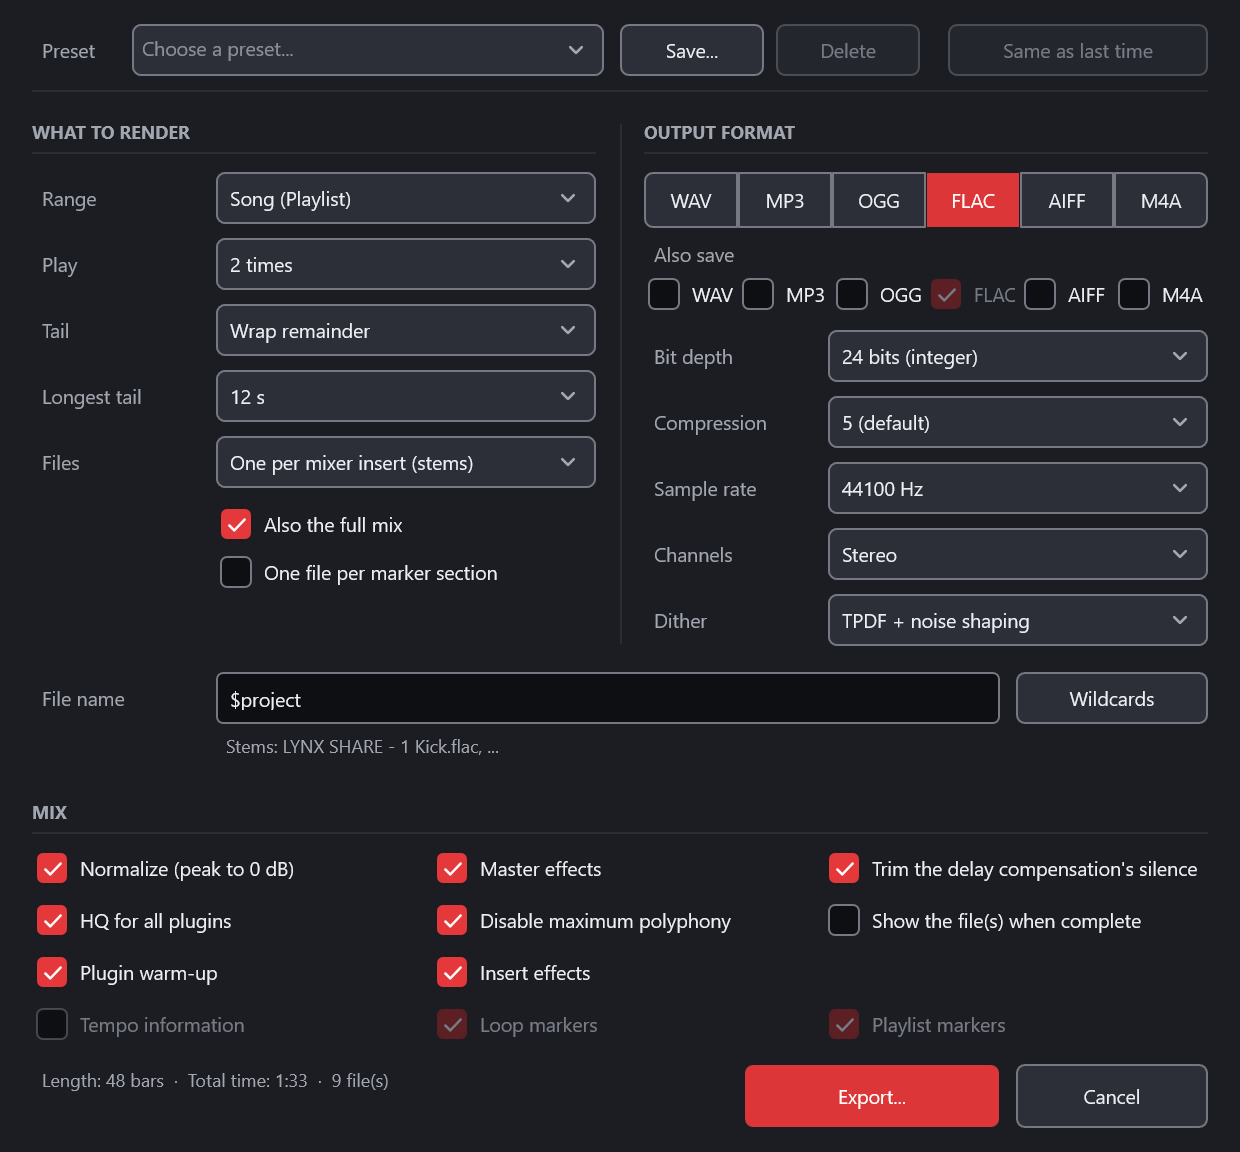 Preset
Choose a preset...
Save...
Delete
Same as last time
WHAT TO RENDER
Range
Song (Playlist)
Play
2 times
Tail
Wrap remainder
Longest tail
12 s
Files
One per mixer insert (stems)
Also the full mix
One file per marker section
OUTPUT FORMAT
WAV MP3 OGG FLAC AIFF M4A
Also save
WAV MP3 OGG FLAC AIFF M4A
Bit depth
24 bits (integer)
Compression
5 (default)
Sample rate
44100 Hz
Channels
Stereo
Dither
TPDF + noise shaping
File name
$project
Wildcards
Stems: LYNX SHARE - 1 Kick.flac, ...
MIX
Normalize (peak to 0 dB)
Master effects
Trim the delay compensation's silence
HQ for all plugins
Disable maximum polyphony
Show the file(s) when complete
Plugin warm-up
Insert effects
Tempo information
Loop markers
Playlist markers
Length: 48 bars · Total time: 1:33 · 9 file(s)
Export...
Cancel